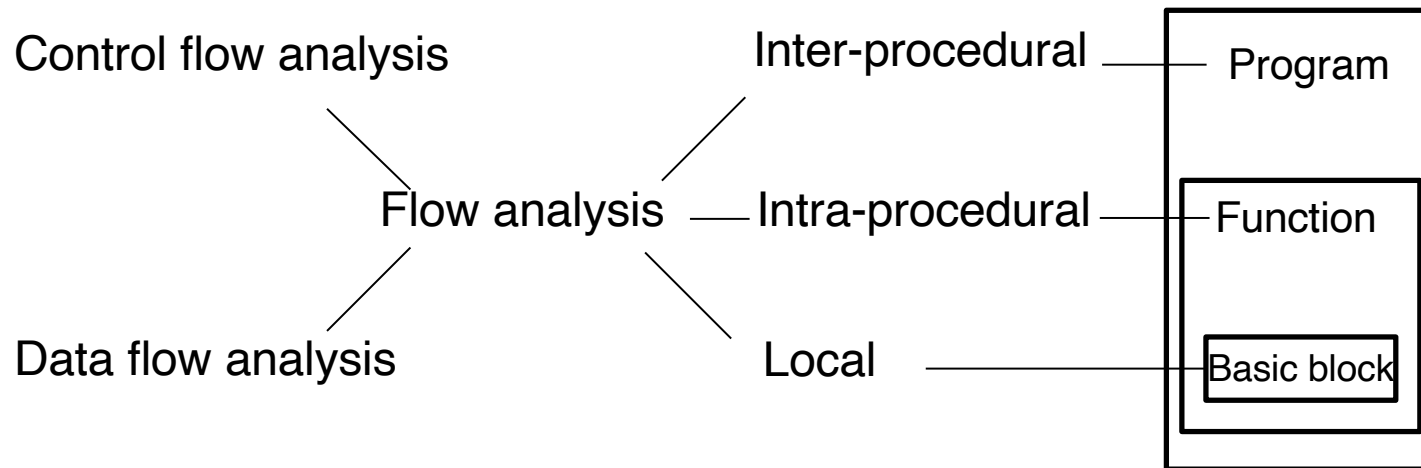 Control flow analysis
Inter-procedural
Program
Flow analysis
Intra-procedural
Function
Data flow analysis
Local
Basic block